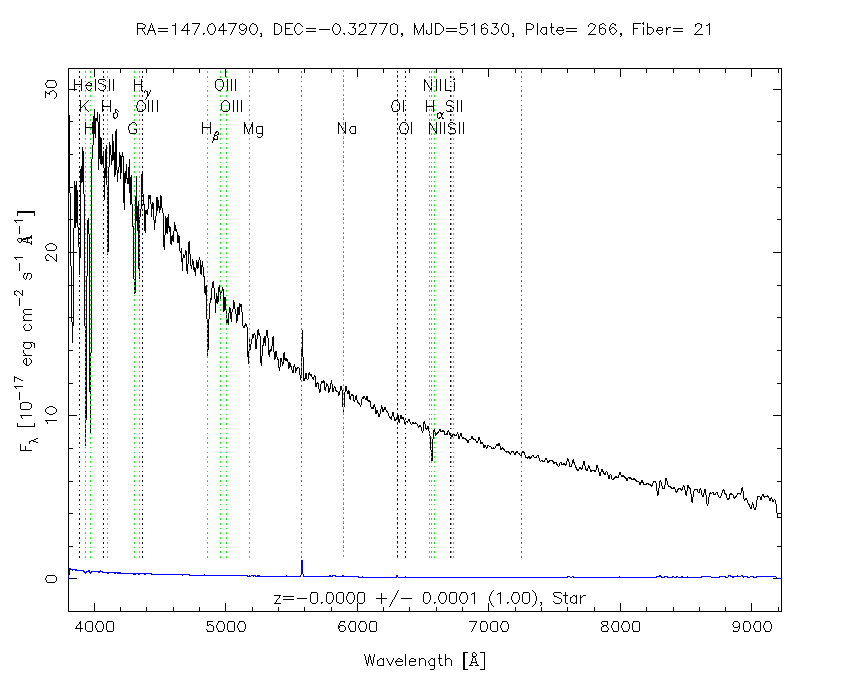 RA=147.04790, DEC=−0.32770, MJD=51630, Plate= 266, Fiber= 21
HeI SII Hγ OIII NII Li
K Hδ OIII OIII OI Hα SII
H G Hβ Mg Na OI NII SII
30
20
10
0
F_λ [10^−17 erg cm^−2 s^−1 Å^−1]
z=−0.0000 +/− 0.0001 (1.00), Star
4000 5000 6000 7000 8000 9000
Wavelength [Å]